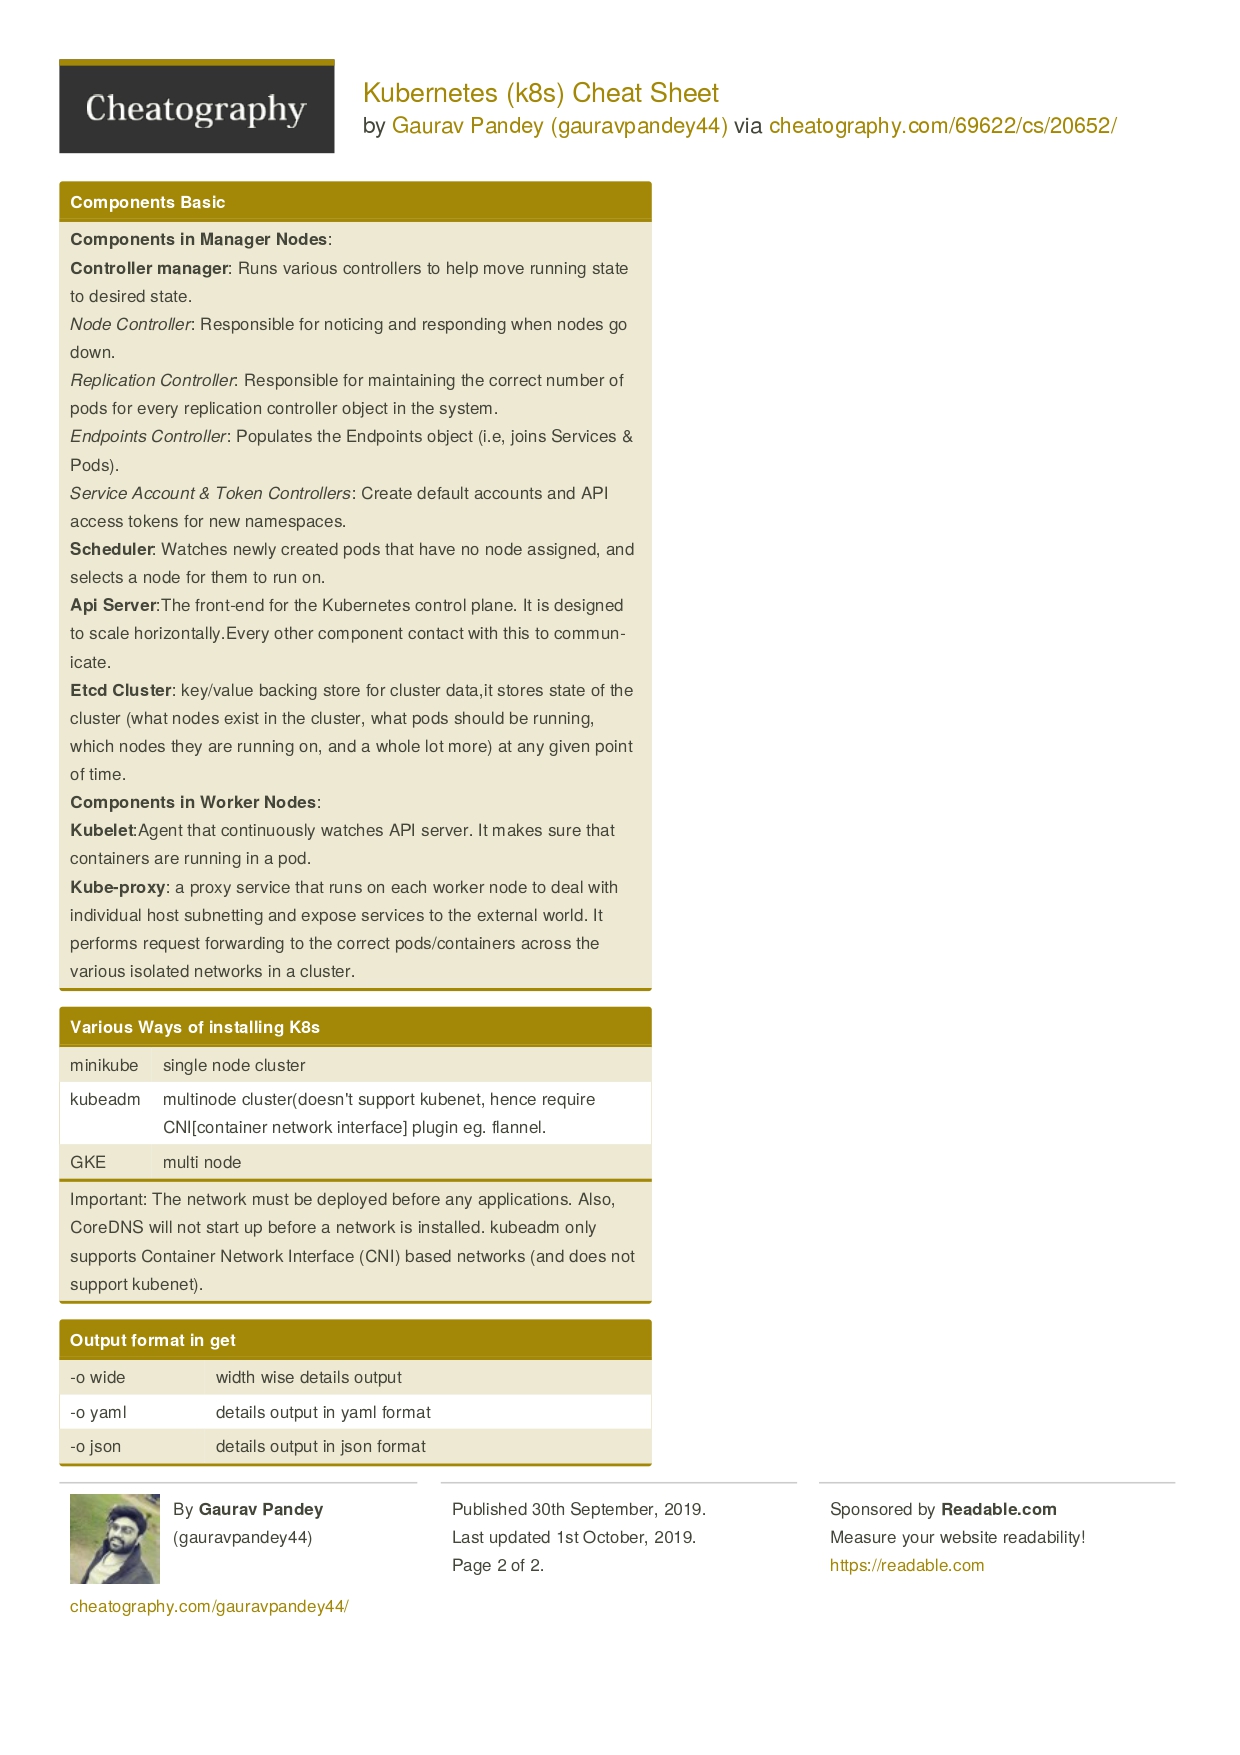 Cheatography
Kubernetes (k8s) Cheat Sheet
by Gaurav Pandey (gauravpandey44) via cheatography.com/69622/cs/20652/
Components Basic
Components in Manager Nodes:
Controller manager: Runs various controllers to help move running state
to desired state.
Node Controller: Responsible for noticing and responding when nodes go
down.
Replication Controller: Responsible for maintaining the correct number of
pods for every replication controller object in the system.
Endpoints Controller: Populates the Endpoints object (i.e, joins Services &
Pods).
Service Account & Token Controllers: Create default accounts and API
access tokens for new namespaces.
Scheduler: Watches newly created pods that have no node assigned, and
selects a node for them to run on.
Api Server:The front-end for the Kubernetes control plane. It is designed
to scale horizontally.Every other component contact with this to commun-
icate.
Etcd Cluster: key/value backing store for cluster data,it stores state of the
cluster (what nodes exist in the cluster, what pods should be running,
which nodes they are running on, and a whole lot more) at any given point
of time.
Components in Worker Nodes:
Kubelet:Agent that continuously watches API server. It makes sure that
containers are running in a pod.
Kube-proxy: a proxy service that runs on each worker node to deal with
individual host subnetting and expose services to the external world. It
performs request forwarding to the correct pods/containers across the
various isolated networks in a cluster.
Various Ways of installing K8s
minikube single node cluster
kubeadm multinode cluster(doesn't support kubenet, hence require
CNI[container network interface] plugin eg. flannel.
GKE multi node
Important: The network must be deployed before any applications. Also,
CoreDNS will not start up before a network is installed. kubeadm only
supports Container Network Interface (CNI) based networks (and does not
support kubenet).
Output format in get
-o wide width wise details output
-o yaml details output in yaml format
-o json details output in json format
By Gaurav Pandey
(gauravpandey44)
cheatography.com/gauravpandey44/
Published 30th September, 2019.
Last updated 1st October, 2019.
Page 2 of 2.
Sponsored by Readable.com
Measure your website readability!
https://readable.com